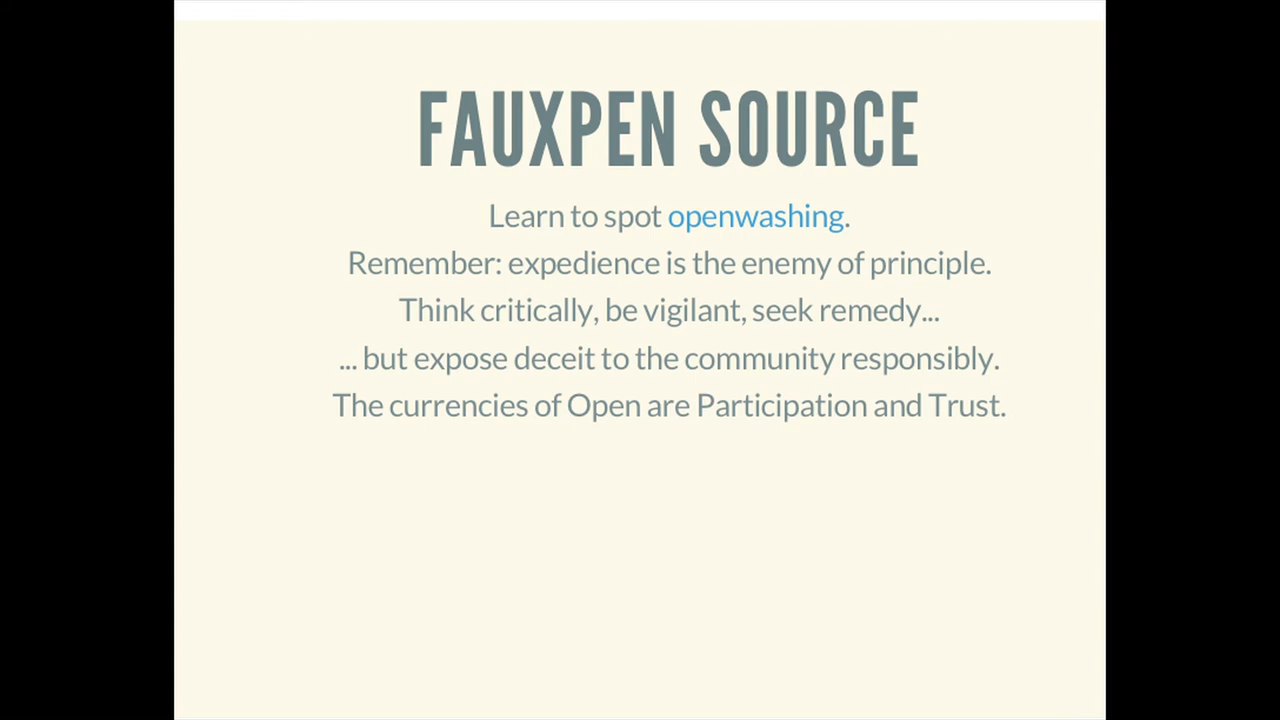 FAUXPEN SOURCE
Learn to spot openwashing.
Remember: expedience is the enemy of principle.
Think critically, be vigilant, seek remedy...
... but expose deceit to the community responsibly.
The currencies of Open are Participation and Trust.